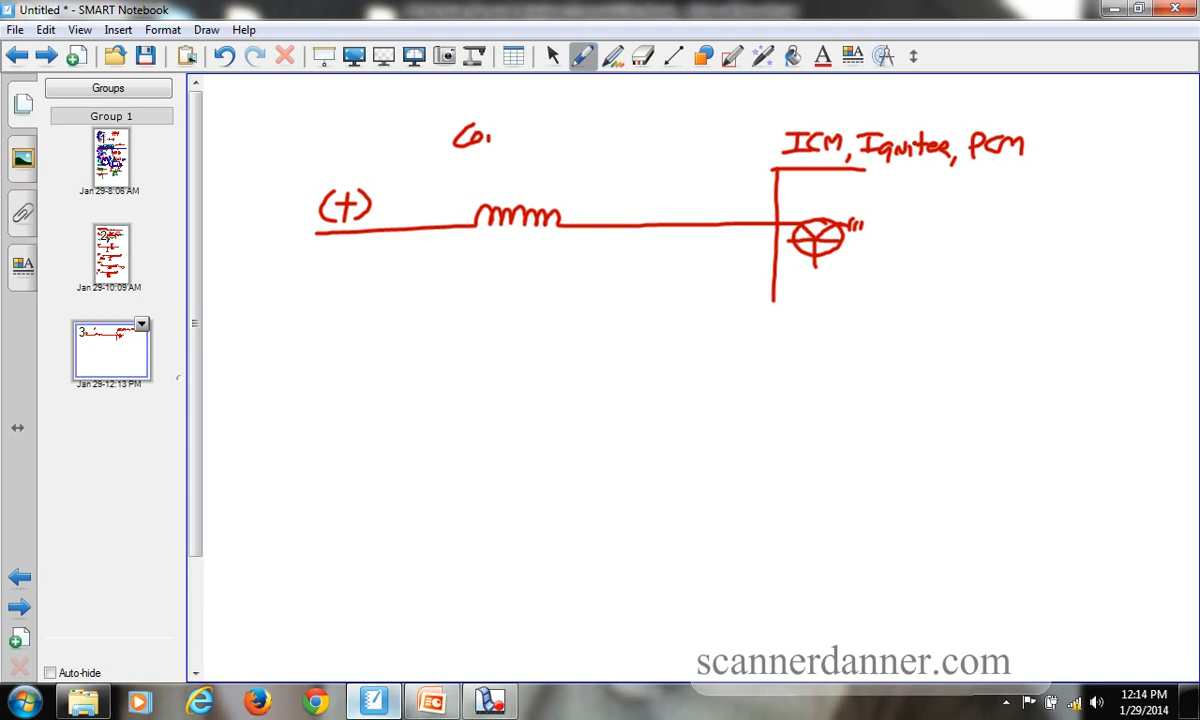 Untitled * - SMART Notebook
File Edit View Insert Format Draw Help
Groups
Group 1
Jan 29-8:06 AM
Jan 29-10:09 AM
3
Jan 29-12:13 PM
Auto-hide
Co.
ICM, Igniter, PCM
(+)
scannerdanner.com
12:14 PM
1/29/2014